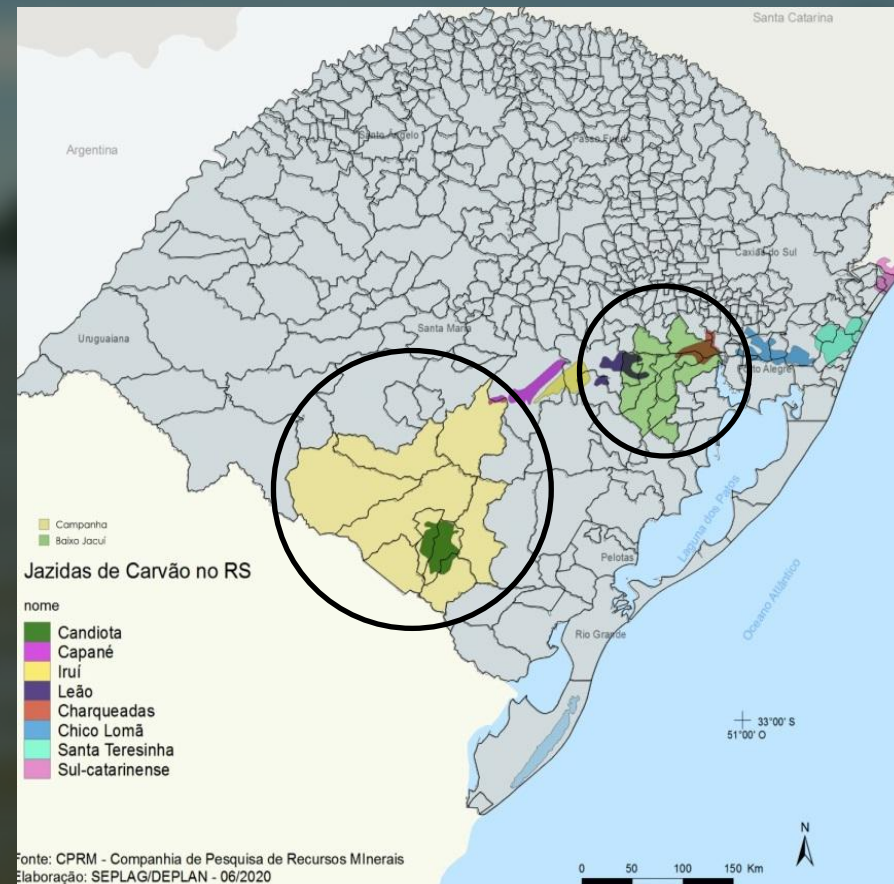 Santa Catarina
Argentina
Santo Ângelo
Passo Fundo
Caxias do Sul
Uruguaiana
Santa Maria
Porto Alegre
Laguna dos Patos
Pelotas
Oceano Atlântico
Rio Grande
Campanha
Baixo Jacuí
Jazidas de Carvão no RS
nome
Candiota
Capané
Iruí
Leão
Charqueadas
Chico Lomã
Santa Teresinha
Sul-catarinense
33°00' S
51°00' O
N
0 50 100 150 Km
Fonte: CPRM - Companhia de Pesquisa de Recursos MInerais
Elaboração: SEPLAG/DEPLAN - 06/2020